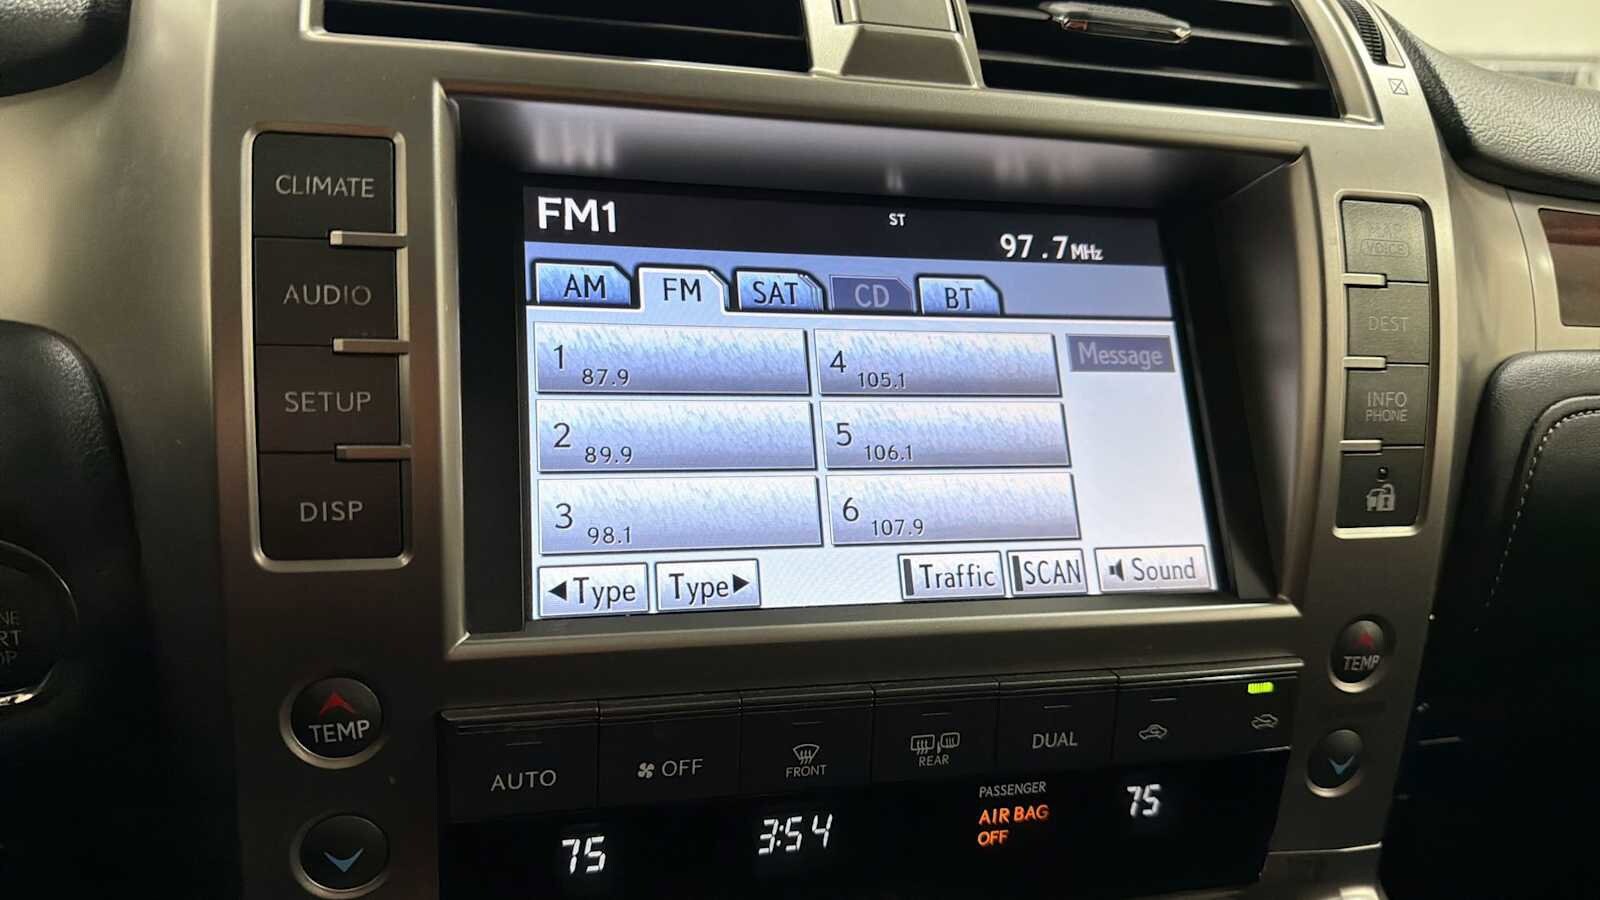 CLIMATE
AUDIO
SETUP
DISP
FM1
ST
97.7MHz
AM FM SAT CD BT
1 87.9
4 105.1
Message
2 89.9
5 106.1
3 98.1
6 107.9
◀Type Type▶ Traffic SCAN Sound
MAP
VOICE
DEST
INFO
PHONE
TEMP
TEMP
AUTO
OFF
FRONT
REAR
DUAL
PASSENGER
AIR BAG
OFF
75
3:54
75